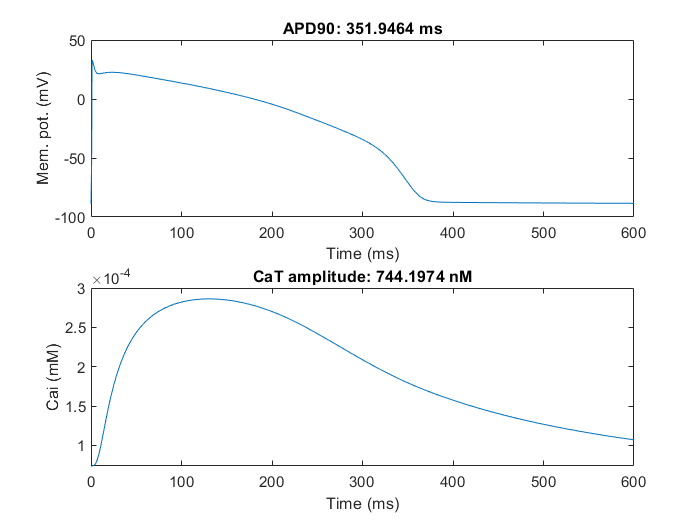 APD90: 351.9464 ms
50
0
-50
-100
Mem. pot. (mV)
0 100 200 300 400 500 600
Time (ms)
×10-4
CaT amplitude: 744.1974 nM
3
2.5
2
1.5
1
Cai (mM)
0 100 200 300 400 500 600
Time (ms)